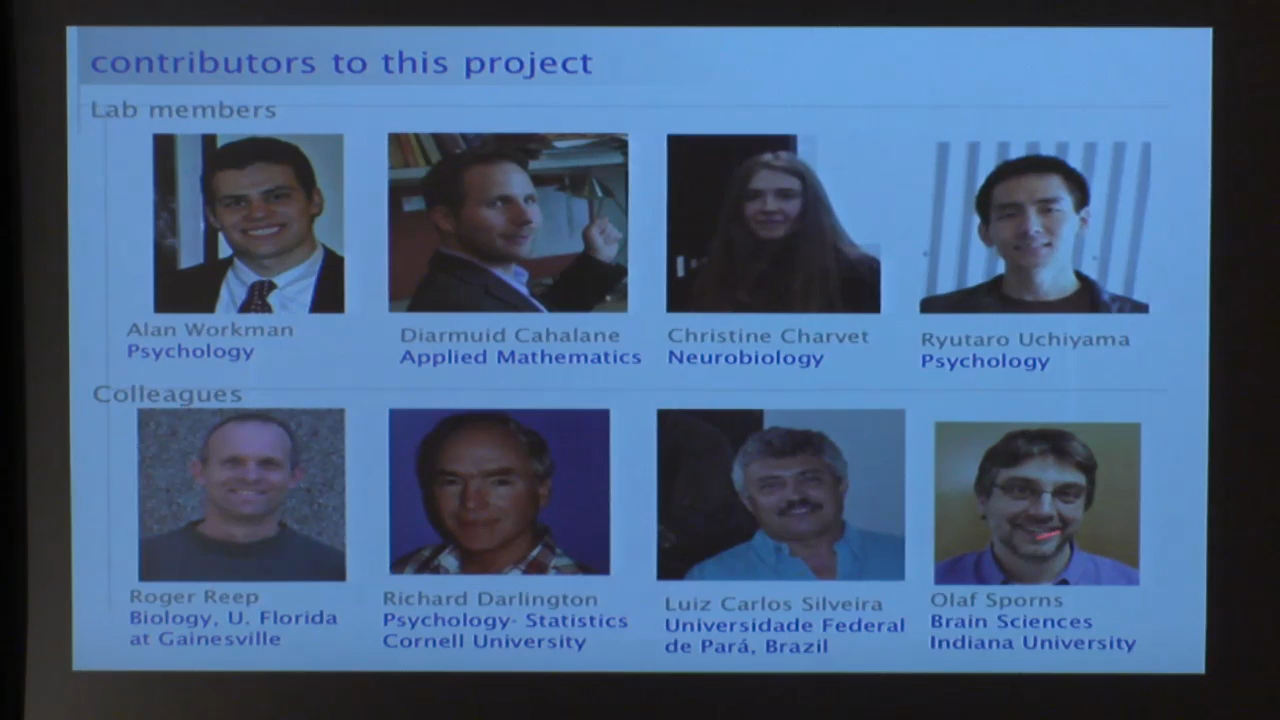 contributors to this project
Lab members
Alan Workman
Psychology
Diarmuid Cahalane
Applied Mathematics
Christine Charvet
Neurobiology
Ryutaro Uchiyama
Psychology
Colleagues
Roger Reep
Biology, U. Florida
at Gainesville
Richard Darlington
Psychology- Statistics
Cornell University
Luiz Carlos Silveira
Universidade Federal
de Pará, Brazil
Olaf Sporns
Brain Sciences
Indiana University